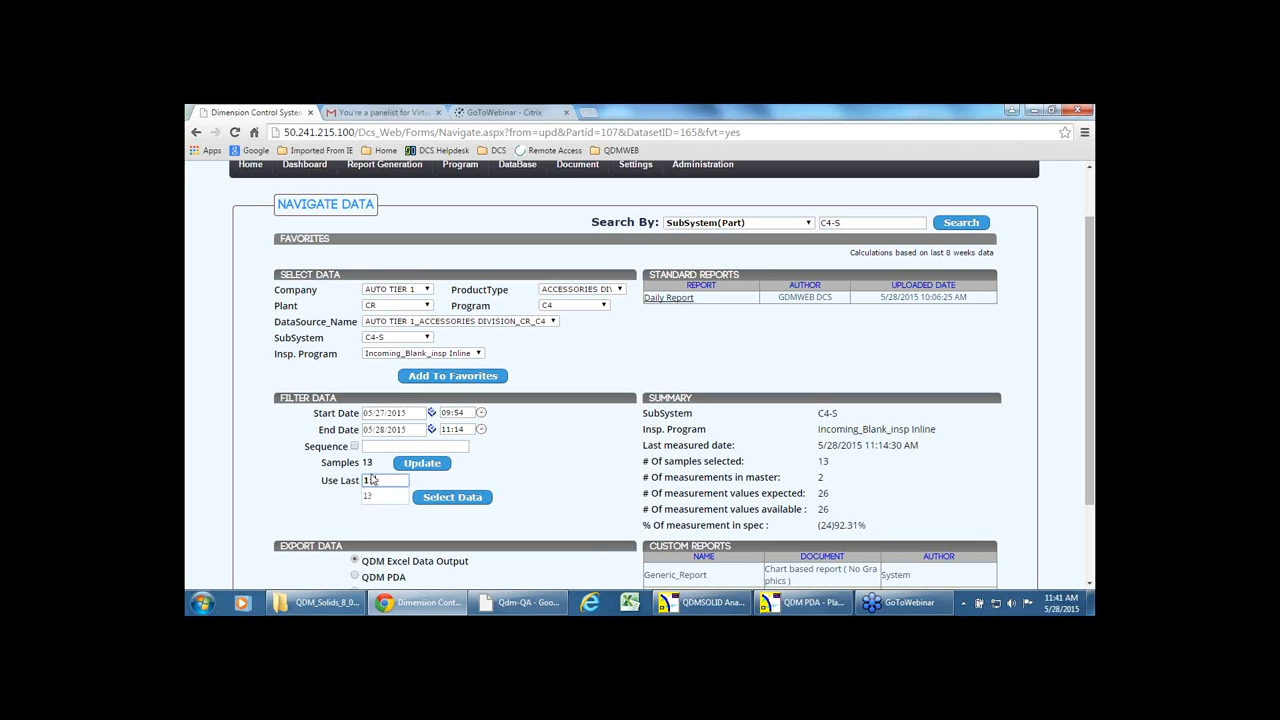 Dimension Control System
You're a panelist for Virtu
GoToWebinar - Citrix
50.241.215.100/Dcs_Web/Forms/Navigate.aspx?from=upd&Partid=107&DatasetID=165&fvt=yes
Apps Google Imported From IE Home DCS Helpdesk DCS Remote Access QDMWEB
Home Dashboard Report Generation Program DataBase Document Settings Administration
NAVIGATE DATA
Search By: SubSystem(Part) C4-S Search
FAVORITES
Calculations based on last 8 weeks data
SELECT DATA
Company AUTO TIER 1 ProductType ACCESSORIES DIV
Plant CR Program C4
DataSource_Name AUTO TIER 1_ACCESSORIES DIVISION_CR_C4
SubSystem C4-S
Insp. Program Incoming_Blank_insp Inline
Add To Favorites
STANDARD REPORTS
REPORT AUTHOR UPLOADED DATE
Daily Report GDMWEB DCS 5/28/2015 10:06:25 AM
FILTER DATA
Start Date 05/27/2015 09:54
End Date 05/28/2015 11:14
Sequence
Samples 13 Update
Use Last 1
13 Select Data
SUMMARY
SubSystem C4-S
Insp. Program Incoming_Blank_insp Inline
Last measured date: 5/28/2015 11:14:30 AM
# Of samples selected: 13
# Of measurements in master: 2
# Of measurement values expected: 26
# Of measurement values available : 26
% Of measurement in spec : (24)92.31%
EXPORT DATA
QDM Excel Data Output
QDM PDA
CUSTOM REPORTS
NAME DOCUMENT AUTHOR
Generic_Report Chart based report ( No Gra
phics ) System
QDM_Solids_8_0... Dimension Cont... Qdm-QA - Goo... QDMSOLID Ana... QDM PDA - Pla... GoToWebinar
11:41 AM
5/28/2015